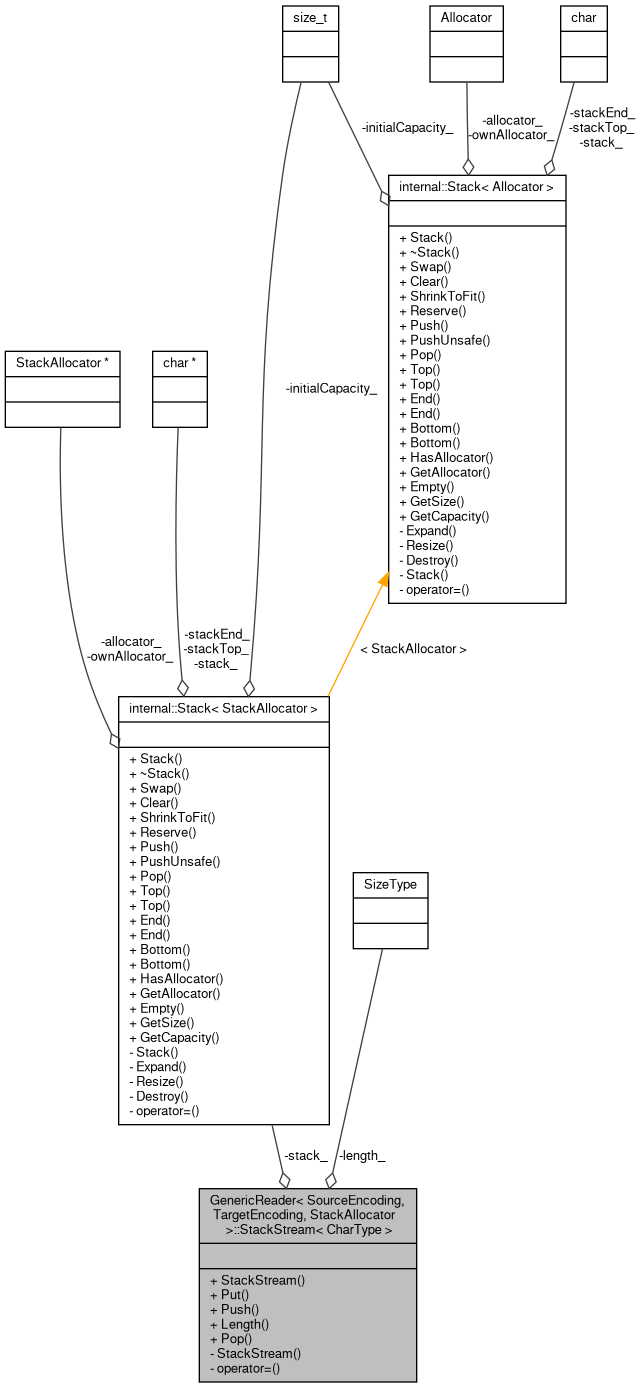 size_t
Allocator
char
-initialCapacity_
-allocator_
-ownAllocator_
-stackEnd_
-stackTop_
-stack_
internal::Stack< Allocator >
+ Stack()
+ ~Stack()
+ Swap()
+ Clear()
+ ShrinkToFit()
+ Reserve()
+ Push()
+ PushUnsafe()
+ Pop()
+ Top()
+ Top()
+ End()
+ End()
+ Bottom()
+ Bottom()
+ HasAllocator()
+ GetAllocator()
+ Empty()
+ GetSize()
+ GetCapacity()
- Expand()
- Resize()
- Destroy()
- Stack()
- operator=()
StackAllocator *
char *
-initialCapacity_
-allocator_
-ownAllocator_
-stackEnd_
-stackTop_
-stack_
< StackAllocator >
internal::Stack< StackAllocator >
+ Stack()
+ ~Stack()
+ Swap()
+ Clear()
+ ShrinkToFit()
+ Reserve()
+ Push()
+ PushUnsafe()
+ Pop()
+ Top()
+ Top()
+ End()
+ End()
+ Bottom()
+ Bottom()
+ HasAllocator()
+ GetAllocator()
+ Empty()
+ GetSize()
+ GetCapacity()
- Stack()
- Expand()
- Resize()
- Destroy()
- operator=()
SizeType
-stack_
-length_
GenericReader< SourceEncoding,
TargetEncoding, StackAllocator
>::StackStream< CharType >
+ StackStream()
+ Put()
+ Push()
+ Length()
+ Pop()
- StackStream()
- operator=()